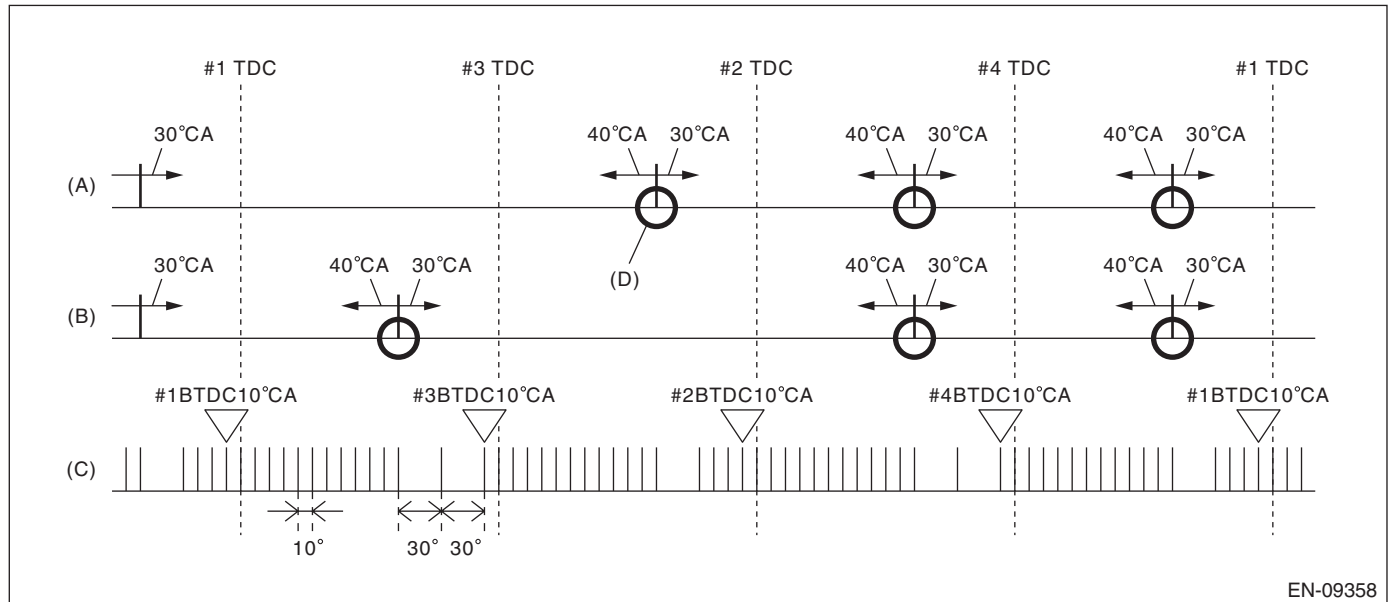 #1 TDC #3 TDC #2 TDC #4 TDC #1 TDC
30°CA 40°CA 30°CA 40°CA 30°CA 40°CA 30°CA
(A)
(D)
30°CA 40°CA 30°CA 40°CA 30°CA 40°CA 30°CA
(B)
#1BTDC10°CA #3BTDC10°CA #2BTDC10°CA #4BTDC10°CA #1BTDC10°CA
(C)
10° 30° 30°
EN-09358